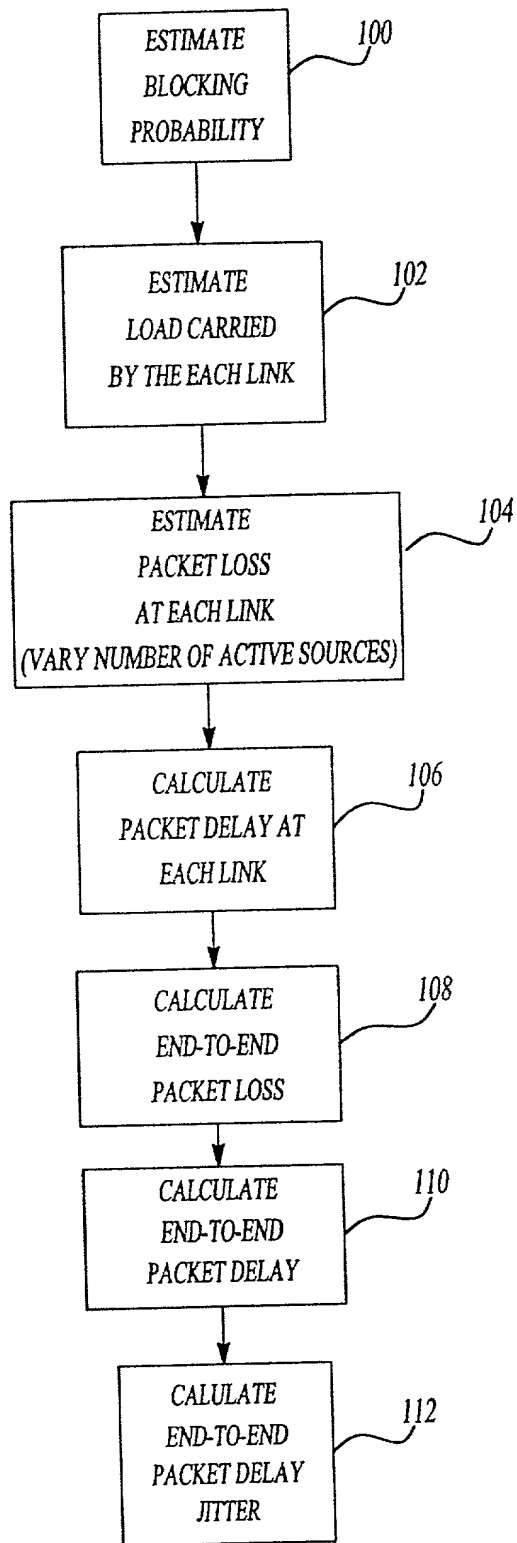 ESTIMATE
BLOCKING
PROBABILITY
100
ESTIMATE
LOAD CARRIED
BY THE EACH LINK
102
ESTIMATE
PACKET LOSS
AT EACH LINK
(VARY NUMBER OF ACTIVE SOURCES)
104
CALCULATE
PACKET DELAY AT
EACH LINK
106
CALCULATE
END-TO-END
PACKET LOSS
108
CALCULATE
END-TO-END
PACKET DELAY
110
CALULATE
END-TO-END
PACKET DELAY
JITTER
112